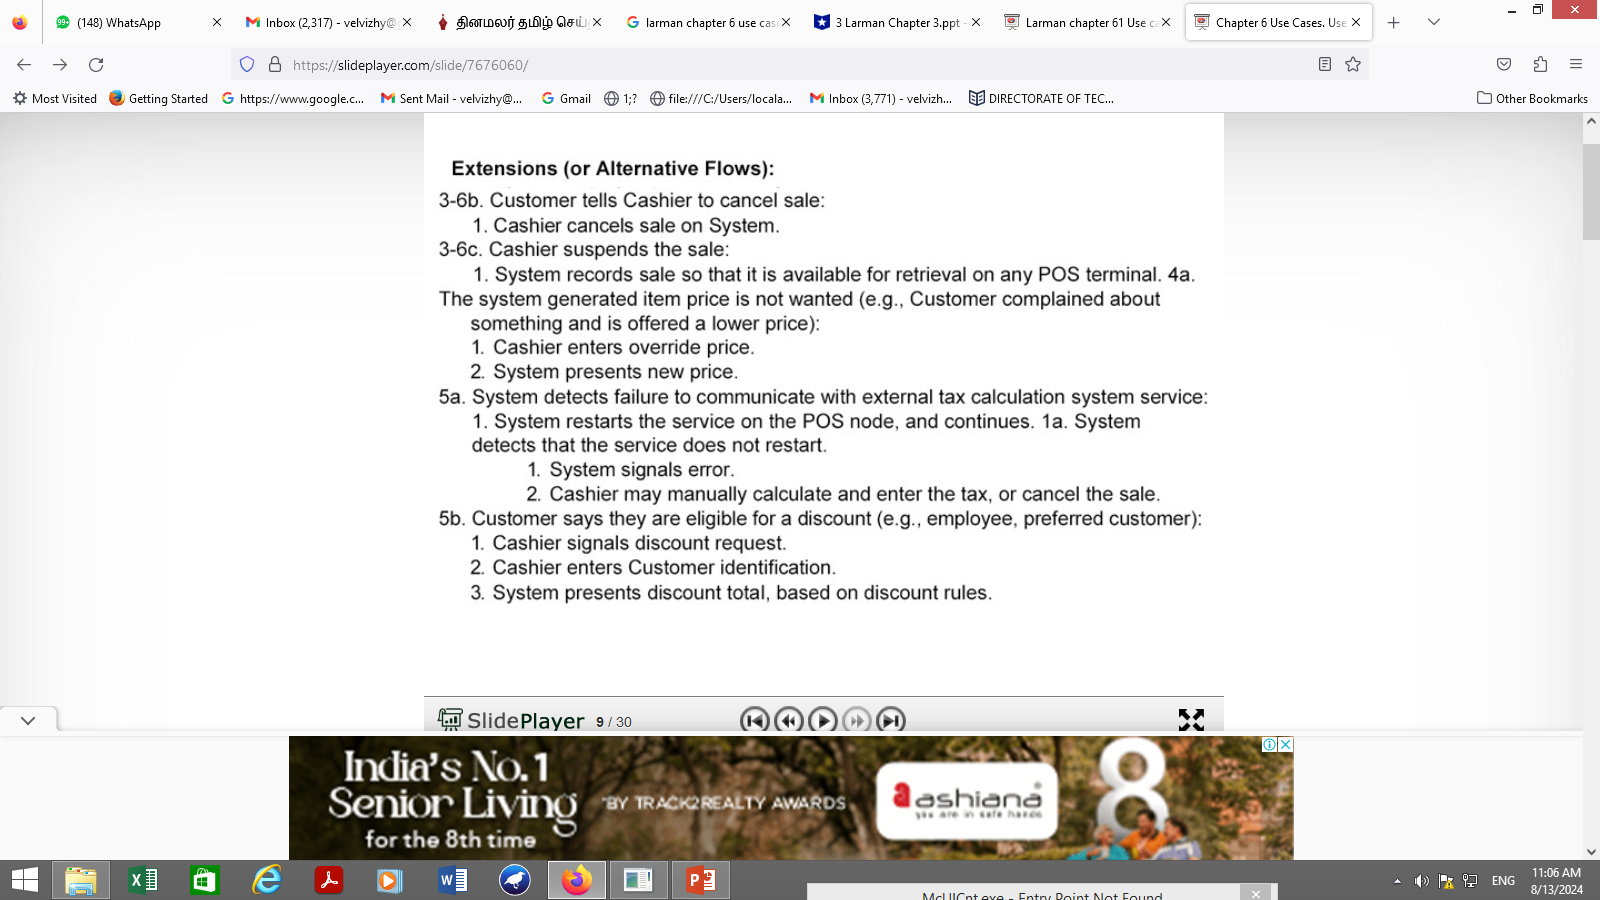 (148) WhatsApp
Inbox (2,317) - velvizhy@
தினமலர் தமிழ் செய்
larman chapter 6 use cas
3 Larman Chapter 3.ppt -
Larman chapter 61 Use ca
Chapter 6 Use Cases. Use
https://slideplayer.com/slide/7676060/
Most Visited
Getting Started
https://www.google.c...
Sent Mail - velvizhy@...
Gmail
1;?
file:///C:/Users/locala...
Inbox (3,771) - velvizh...
DIRECTORATE OF TEC...
Other Bookmarks
Extensions (or Alternative Flows):
3-6b. Customer tells Cashier to cancel sale:
1. Cashier cancels sale on System.
3-6c. Cashier suspends the sale:
1. System records sale so that it is available for retrieval on any POS terminal. 4a.
The system generated item price is not wanted (e.g., Customer complained about
something and is offered a lower price):
1. Cashier enters override price.
2. System presents new price.
5a. System detects failure to communicate with external tax calculation system service:
1. System restarts the service on the POS node, and continues. 1a. System
detects that the service does not restart.
1. System signals error.
2. Cashier may manually calculate and enter the tax, or cancel the sale.
5b. Customer says they are eligible for a discount (e.g., employee, preferred customer):
1. Cashier signals discount request.
2. Cashier enters Customer identification.
3. System presents discount total, based on discount rules.
SlidePlayer 9 / 30
India's No.1
Senior Living
for the 8th time
*BY TRACK2REALTY AWARDS
ashiana
you are in safe hands
8
McUICnt.exe - Entry Point Not Found
ENG
11:06 AM
8/13/2024